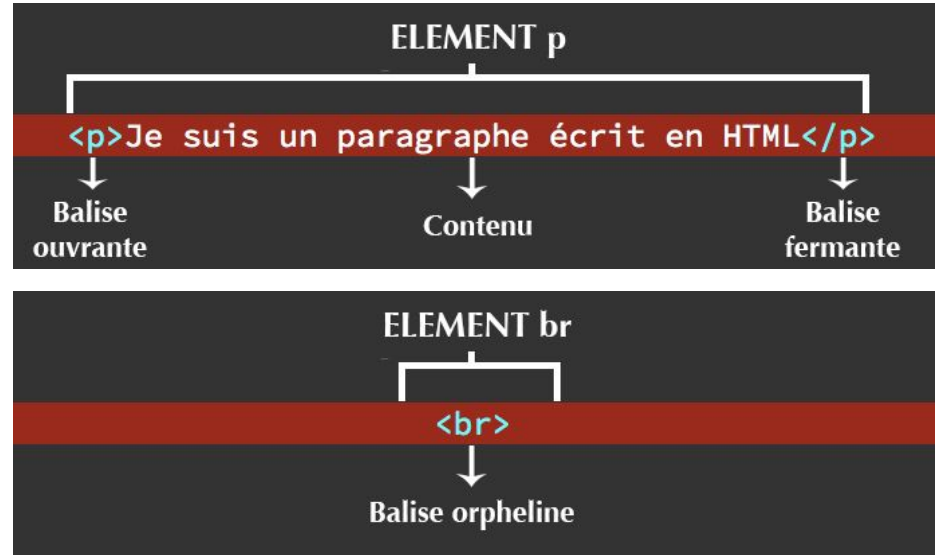 ELEMENT p
<p>Je suis un paragraphe écrit en HTML</p>
Balise
ouvrante
Contenu
Balise
fermante
ELEMENT br
<br>
Balise orpheline